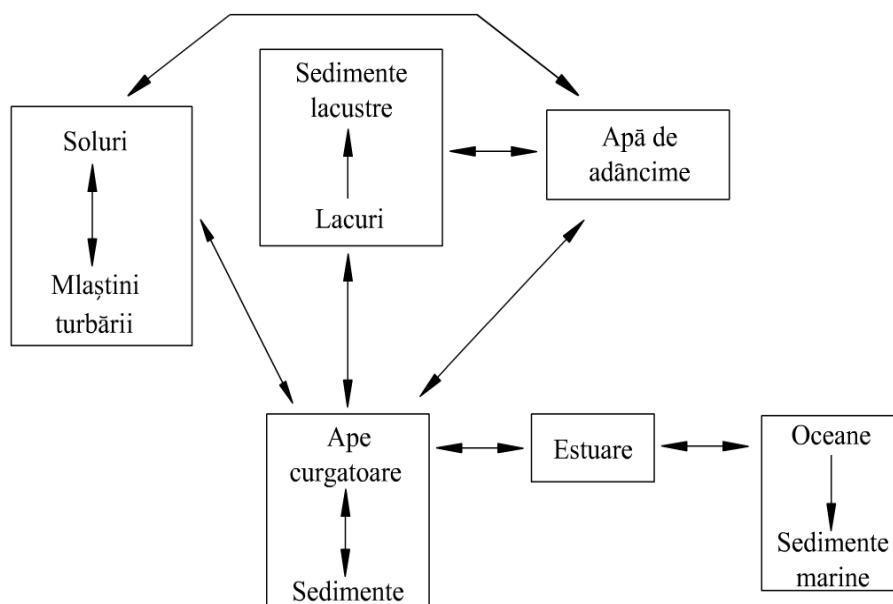 Soluri
Mlaștini
turbării
Sedimente
lacustre
Lacuri
Apă de
adâncime
Ape
curgatoare
Sedimente
Estuare
Oceane
Sedimente
marine